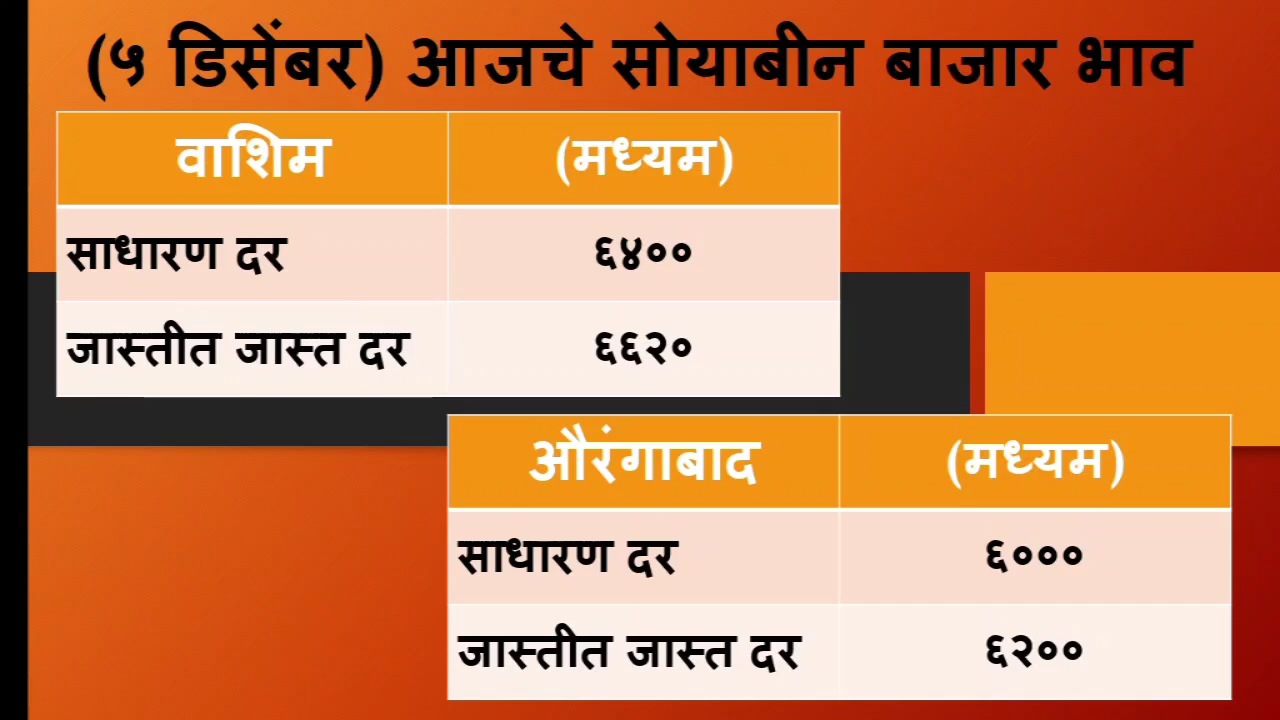 (५ डिसेंबर) आजचे सोयाबीन बाजार भाव
वाशिम (मध्यम)
साधारण दर ६४००
जास्तीत जास्त दर ६६२०
औरंगाबाद (मध्यम)
साधारण दर ६०००
जास्तीत जास्त दर ६२००